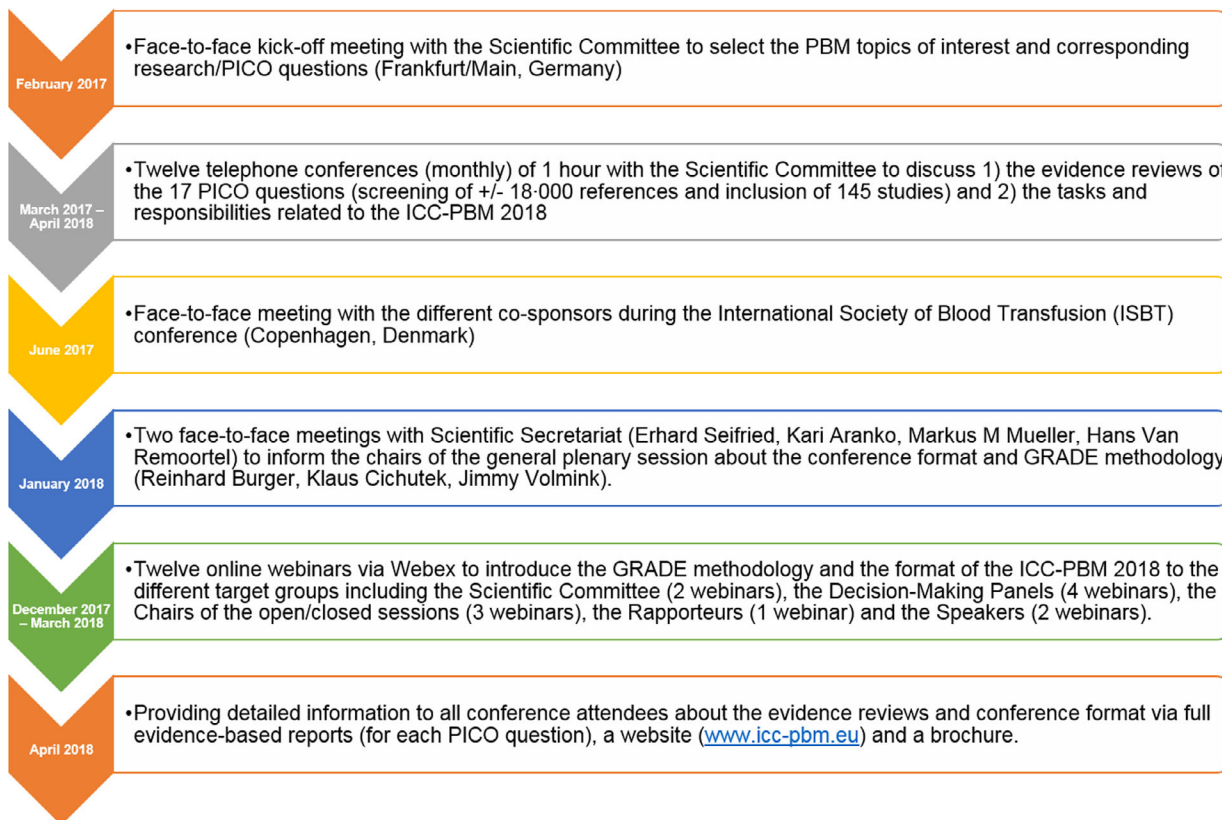 February 2017
•Face-to-face kick-off meeting with the Scientific Committee to select the PBM topics of interest and corresponding
research/PICO questions (Frankfurt/Main, Germany)
March 2017 –
April 2018
•Twelve telephone conferences (monthly) of 1 hour with the Scientific Committee to discuss 1) the evidence reviews of
the 17 PICO questions (screening of +/- 18·000 references and inclusion of 145 studies) and 2) the tasks and
responsibilities related to the ICC-PBM 2018
June 2017
•Face-to-face meeting with the different co-sponsors during the International Society of Blood Transfusion (ISBT)
conference (Copenhagen, Denmark)
January 2018
•Two face-to-face meetings with Scientific Secretariat (Erhard Seifried, Kari Aranko, Markus M Mueller, Hans Van
Remoortel) to inform the chairs of the general plenary session about the conference format and GRADE methodology
(Reinhard Burger, Klaus Cichutek, Jimmy Volmink).
December 2017
– March 2018
•Twelve online webinars via Webex to introduce the GRADE methodology and the format of the ICC-PBM 2018 to the
different target groups including the Scientific Committee (2 webinars), the Decision-Making Panels (4 webinars), the
Chairs of the open/closed sessions (3 webinars), the Rapporteurs (1 webinar) and the Speakers (2 webinars).
April 2018
•Providing detailed information to all conference attendees about the evidence reviews and conference format via full
evidence-based reports (for each PICO question), a website (www.icc-pbm.eu) and a brochure.